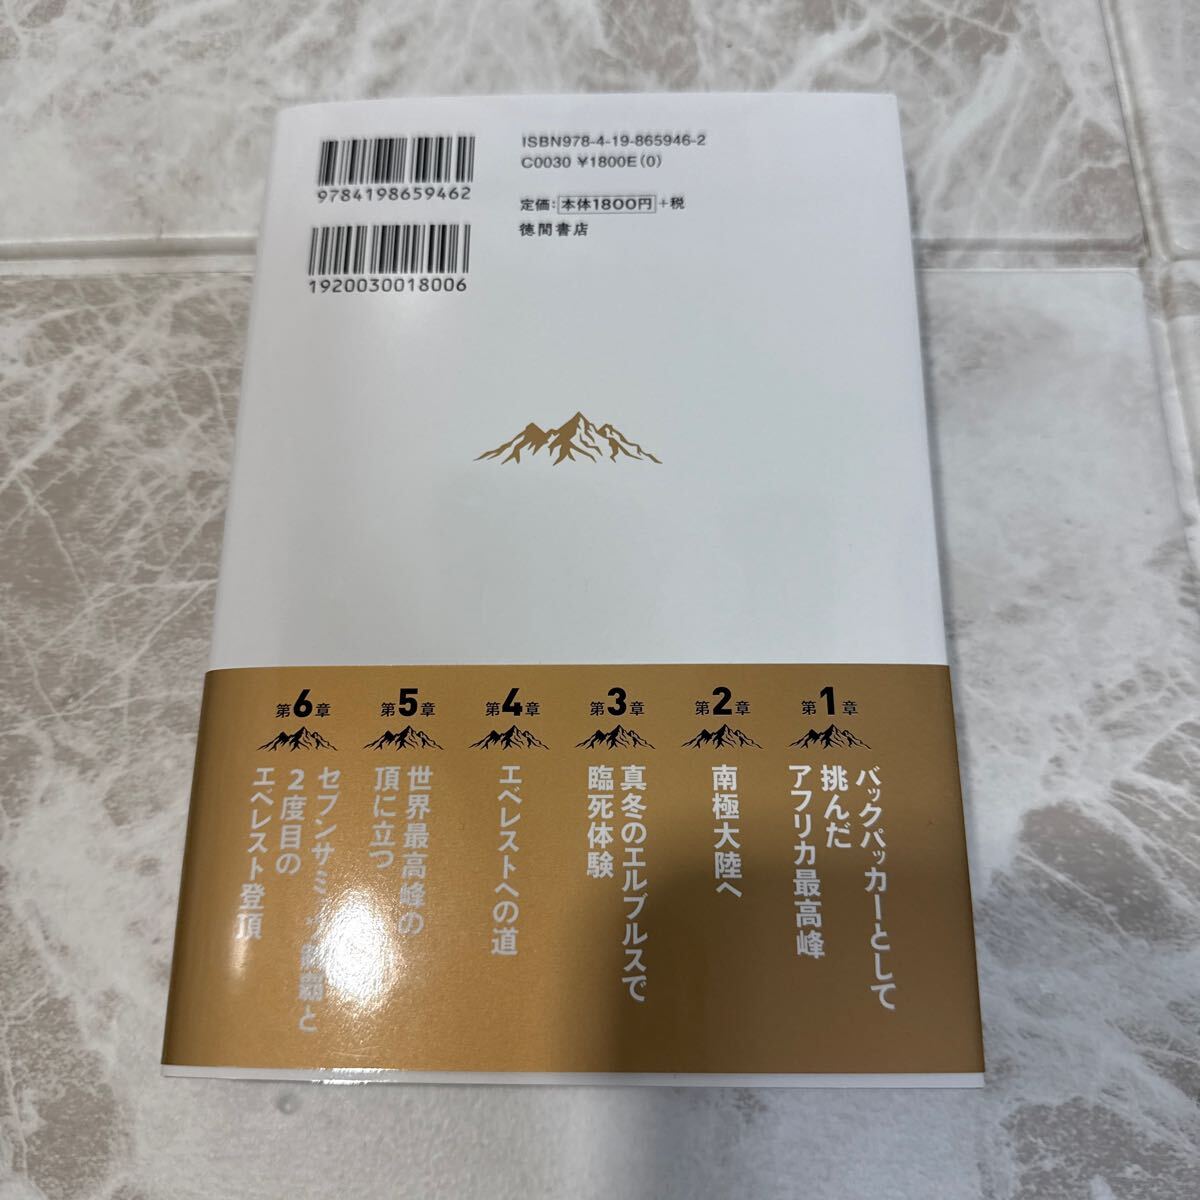 9784198659462
1920030018006
ISBN978-4-19-865946-2
C0030 ¥1800E(0)
定価:本体1800円+税
徳間書店
第1章
バックパッカーとして
挑んだ
アフリカ最高峰
第2章
南極大陸へ
第3章
真冬のエルブルスで
臨死体験
第4章
エベレストへの道
第5章
世界最高峰の
頂に立つ
第6章
セブンサミッツ制覇と
2度目の
エベレスト登頂